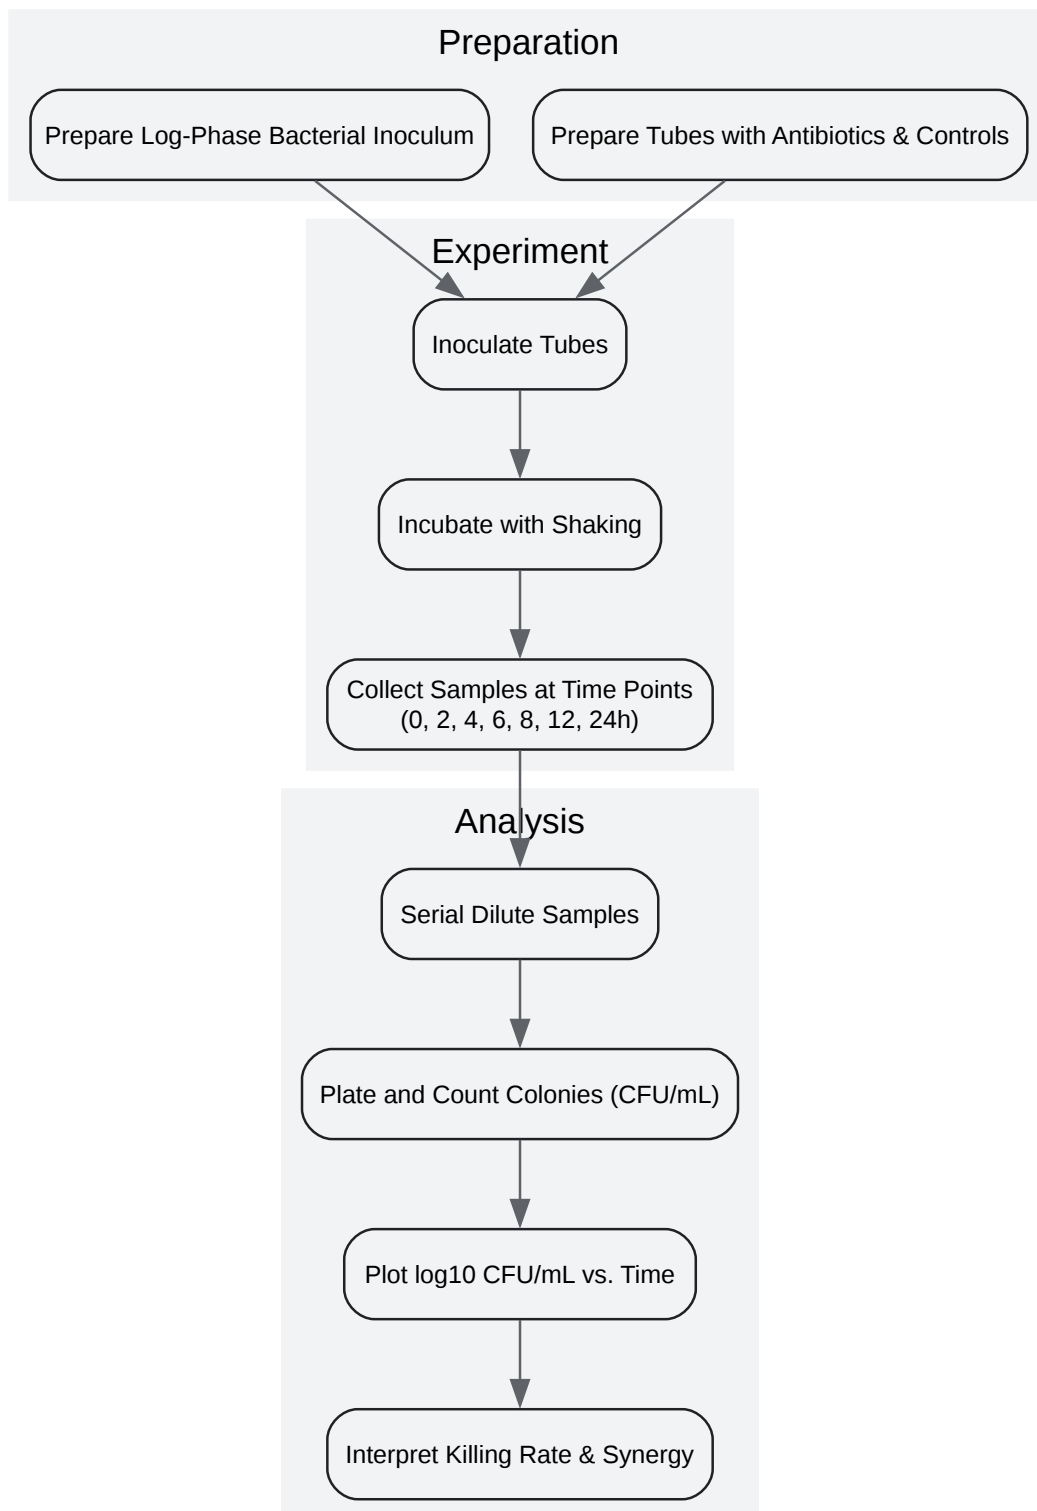 Preparation
Prepare Log-Phase Bacterial Inoculum
Prepare Tubes with Antibiotics & Controls
Experiment
Inoculate Tubes
Incubate with Shaking
Collect Samples at Time Points
(0, 2, 4, 6, 8, 12, 24h)
Analysis
Serial Dilute Samples
Plate and Count Colonies (CFU/mL)
Plot log10 CFU/mL vs. Time
Interpret Killing Rate & Synergy